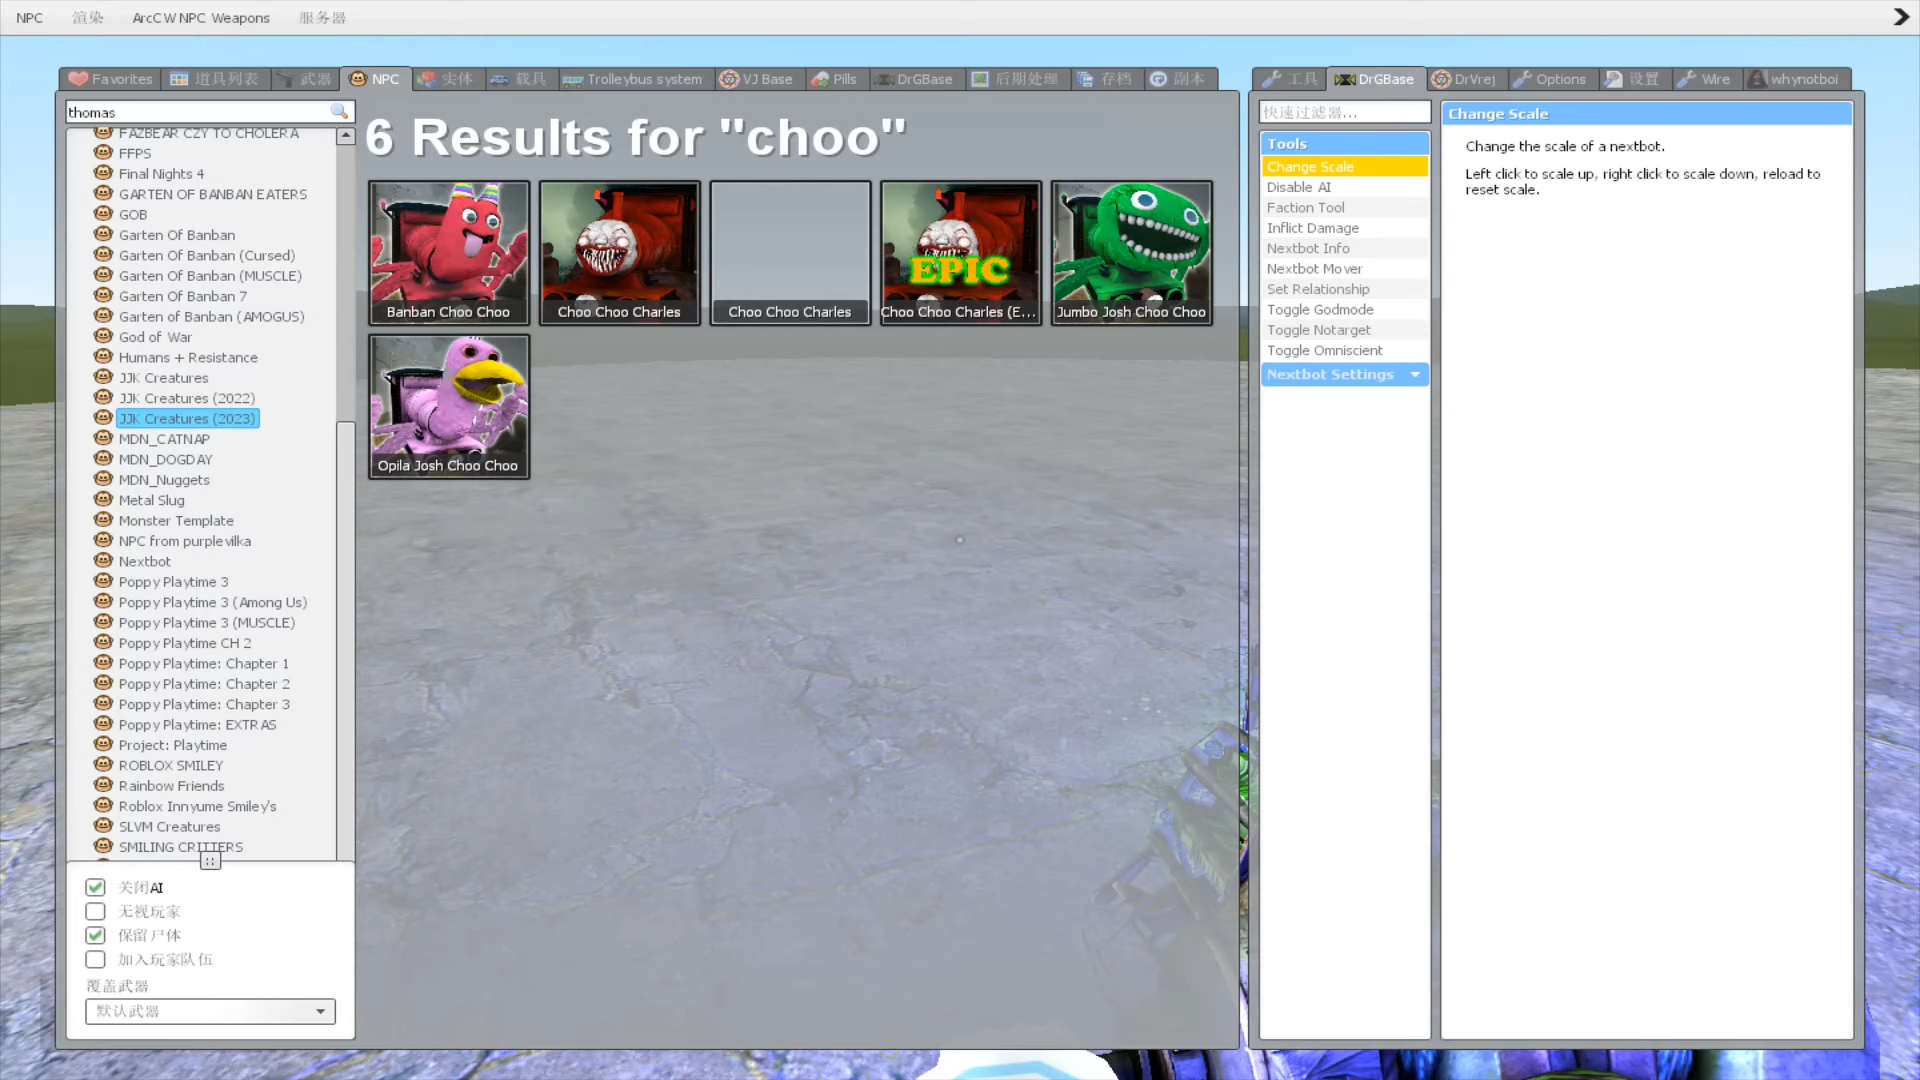 NPC 渲染 ArcCW NPC Weapons 服务器
Favorites 道具列表 武器 NPC 实体 载具 Trolleybus system VJ Base Pills DrGBase 后期处理 存档 副本
工具 DrGBase DrVrej Options 设置 Wire whynotboi
thomas
FAZBEAR CZY TO CHOLERA
FFPS
Final Nights 4
GARTEN OF BANBAN EATERS
GOB
Garten Of Banban
Garten Of Banban (Cursed)
Garten Of Banban (MUSCLE)
Garten Of Banban 7
Garten of Banban (AMOGUS)
God of War
Humans + Resistance
JJK Creatures
JJK Creatures (2022)
JJK Creatures (2023)
MDN_CATNAP
MDN_DOGDAY
MDN_Nuggets
Metal Slug
Monster Template
NPC from purplevilka
Nextbot
Poppy Playtime 3
Poppy Playtime 3 (Among Us)
Poppy Playtime 3 (MUSCLE)
Poppy Playtime CH 2
Poppy Playtime: Chapter 1
Poppy Playtime: Chapter 2
Poppy Playtime: Chapter 3
Poppy Playtime: EXTRAS
Project: Playtime
ROBLOX SMILEY
Rainbow Friends
Roblox Innyume Smiley's
SLVM Creatures
SMILING CRITTERS
关闭AI
无视玩家
保留尸体
加入玩家队伍
覆盖武器
默认武器
6 Results for "choo"
Banban Choo Choo
Choo Choo Charles
Choo Choo Charles
EPIC
Choo Choo Charles (E...
Jumbo Josh Choo Choo
Opila Josh Choo Choo
快速过滤器...
Tools
Change Scale
Disable AI
Faction Tool
Inflict Damage
Nextbot Info
Nextbot Mover
Set Relationship
Toggle Godmode
Toggle Notarget
Toggle Omniscient
Nextbot Settings
Change Scale
Change the scale of a nextbot.
Left click to scale up, right click to scale down, reload to
reset scale.